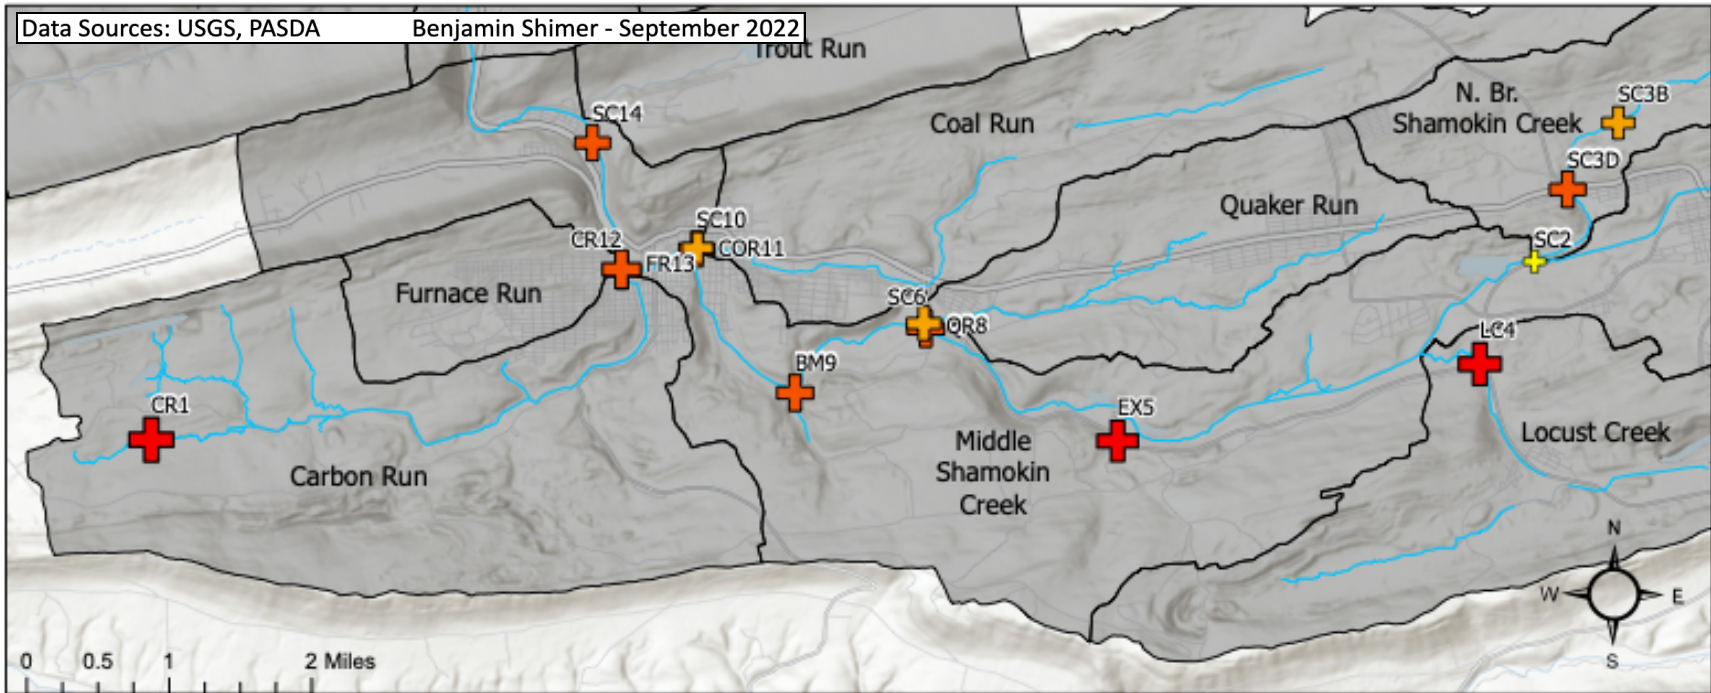 Data Sources: USGS, PASDA Benjamin Shimer - September 2022
Trout Run
SC14
Coal Run
N. Br.
Shamokin Creek
SC3B
SC3D
Quaker Run
SC10
COR11
CR12
FR13
SC2
Furnace Run
SC6
QR8
LC4
BM9
CR1
EX5
Carbon Run
Middle
Shamokin
Creek
Locust Creek
N
W E
S
0 0.5 1 2 Miles